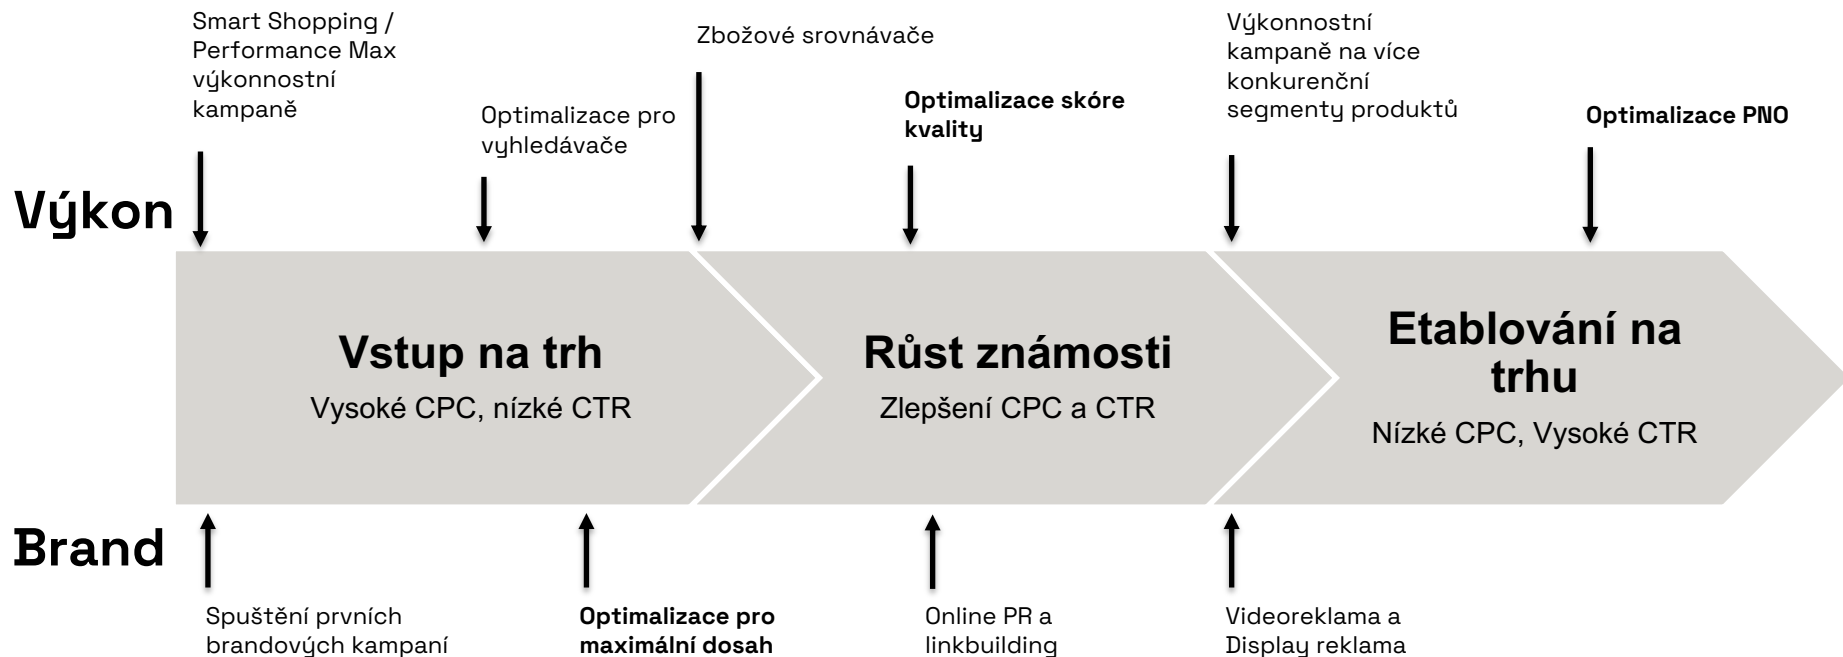 Smart Shopping /
Performance Max
výkonnostní
kampaně
Optimalizace pro
vyhledávače
Zbožové srovnávače
Optimalizace skóre
kvality
Výkonnostní
kampaně na více
konkurenční
segmenty produktů
Optimalizace PNO
Výkon
Vstup na trh
Vysoké CPC, nízké CTR
Růst známosti
Zlepšení CPC a CTR
Etablování na
trhu
Nízké CPC, Vysoké CTR
Brand
Spuštění prvních
brandových kampaní
Optimalizace pro
maximální dosah
Online PR a
linkbuilding
Videoreklama a
Display reklama